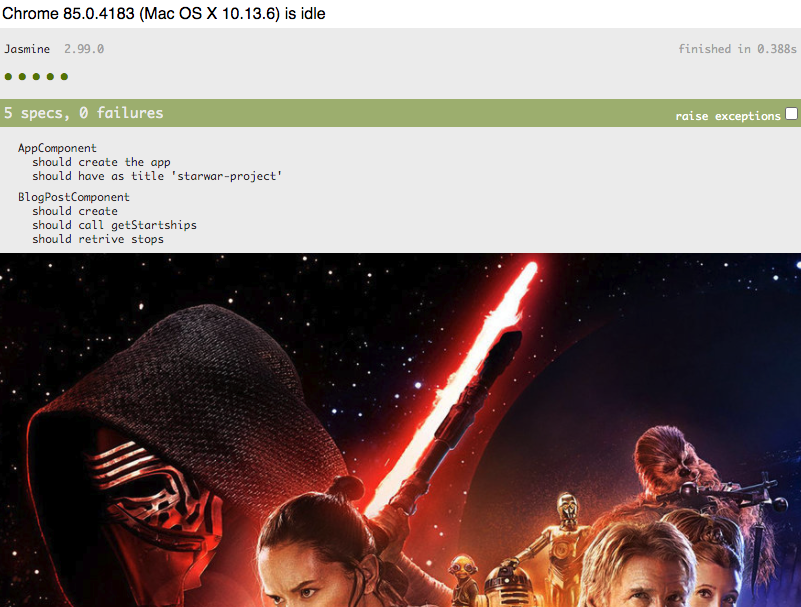 Chrome 85.0.4183 (Mac OS X 10.13.6) is idle
Jasmine 2.99.0 finished in 0.388s
5 specs, 0 failures raise exceptions
AppComponent
should create the app
should have as title 'starwar-project'
BlogPostComponent
should create
should call getStartships
should retrive stops